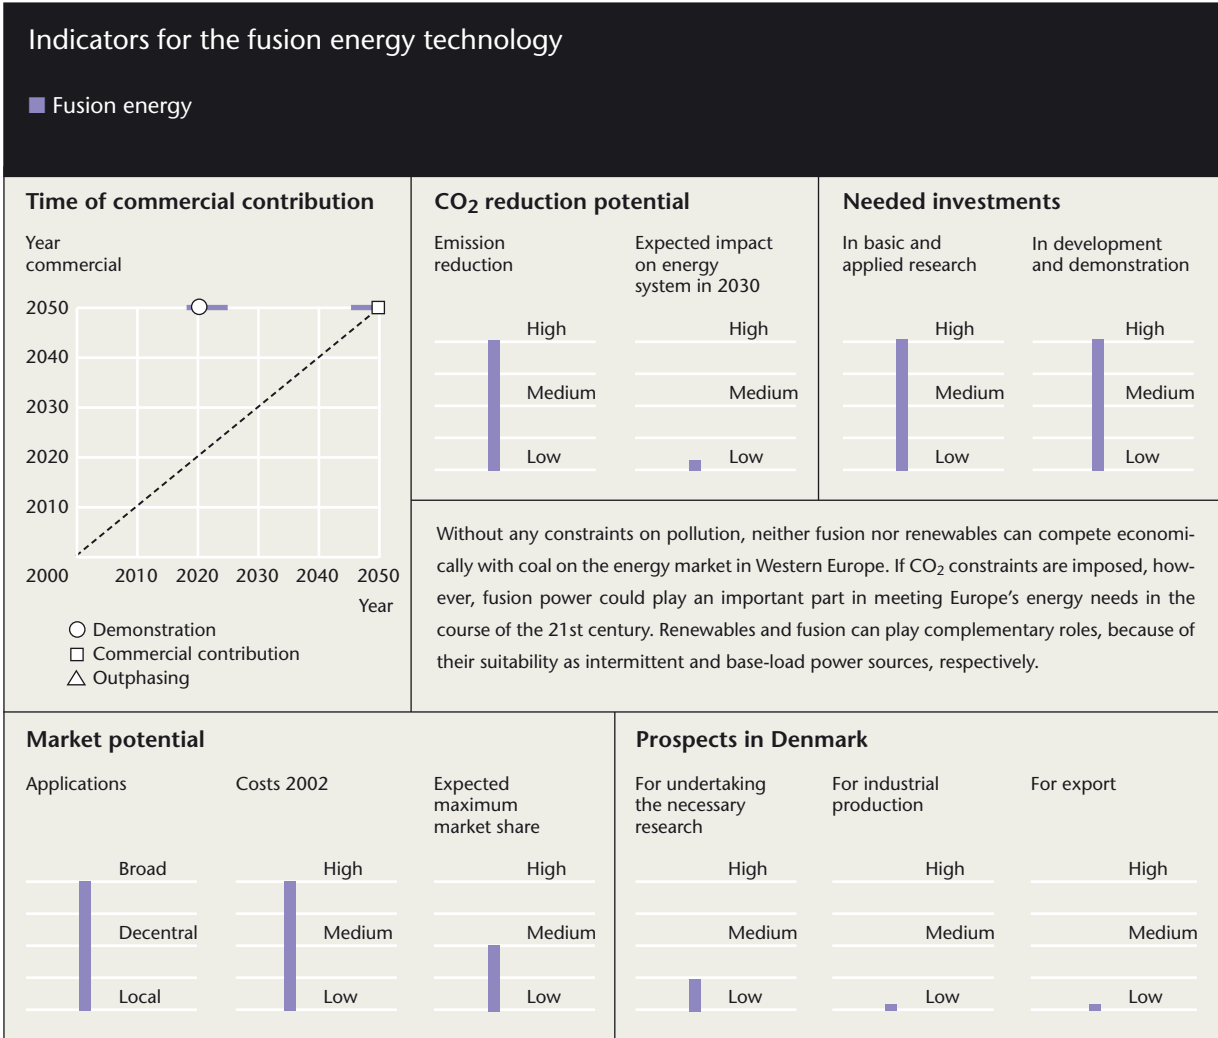 Indicators for the fusion energy technology
Fusion energy
Time of commercial contribution
Year
commercial
2050
2040
2030
2020
2010
2000 2010 2020 2030 2040 2050
Year
Demonstration
Commercial contribution
Outphasing
CO2 reduction potential
Emission
reduction
High
Medium
Low
Expected impact
on energy
system in 2030
High
Medium
Low
Needed investments
In basic and
applied research
High
Medium
Low
In development
and demonstration
High
Medium
Low
Without any constraints on pollution, neither fusion nor renewables can compete economi-
cally with coal on the energy market in Western Europe. If CO2 constraints are imposed, how-
ever, fusion power could play an important part in meeting Europe’s energy needs in the
course of the 21st century. Renewables and fusion can play complementary roles, because of
their suitability as intermittent and base-load power sources, respectively.
Market potential
Applications
Broad
Decentral
Local
Costs 2002
High
Medium
Low
Expected
maximum
market share
High
Medium
Low
Prospects in Denmark
For undertaking
the necessary
research
High
Medium
Low
For industrial
production
High
Medium
Low
For export
High
Medium
Low